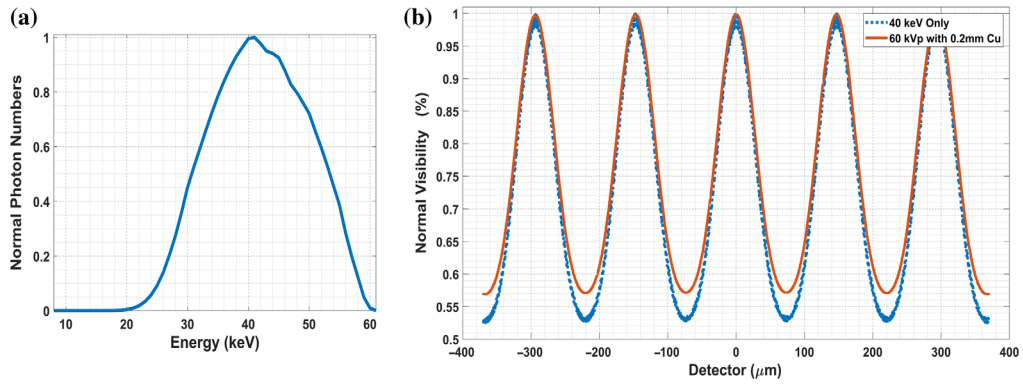 (a)
Normal Photon Numbers
1
0.8
0.6
0.4
0.2
0
10 20 30 40 50 60
Energy (keV)
(b)
Normal Visibility (%)
1
0.95
0.9
0.85
0.8
0.75
0.7
0.65
0.6
0.55
0.5
40 keV Only
60 kVp with 0.2mm Cu
−400 −300 −200 −100 0 100 200 300 400
Detector (μm)